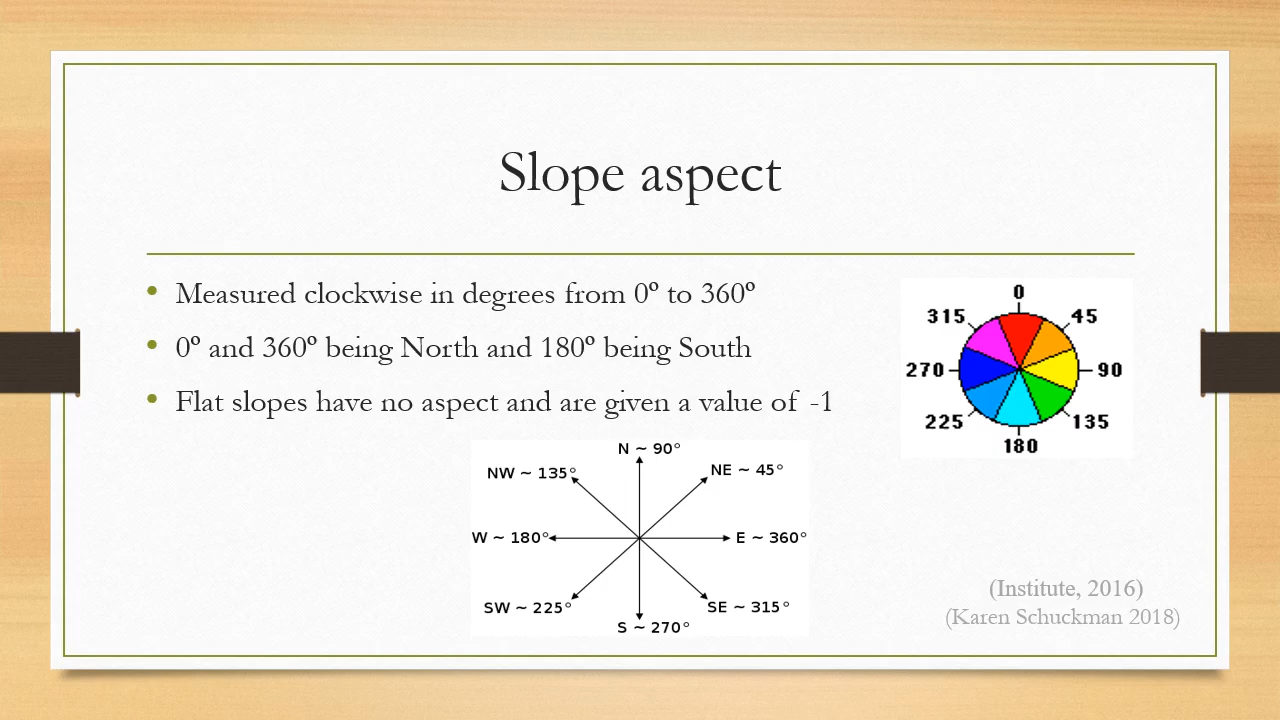 Slope aspect
• Measured clockwise in degrees from 0º to 360º
• 0º and 360º being North and 180º being South
• Flat slopes have no aspect and are given a value of -1
0
315 45
270 90
225 135
180
N ~ 90°
NW ~ 135° NE ~ 45°
W ~ 180° E ~ 360°
SW ~ 225° SE ~ 315°
S ~ 270°
(Institute, 2016)
(Karen Schuckman 2018)